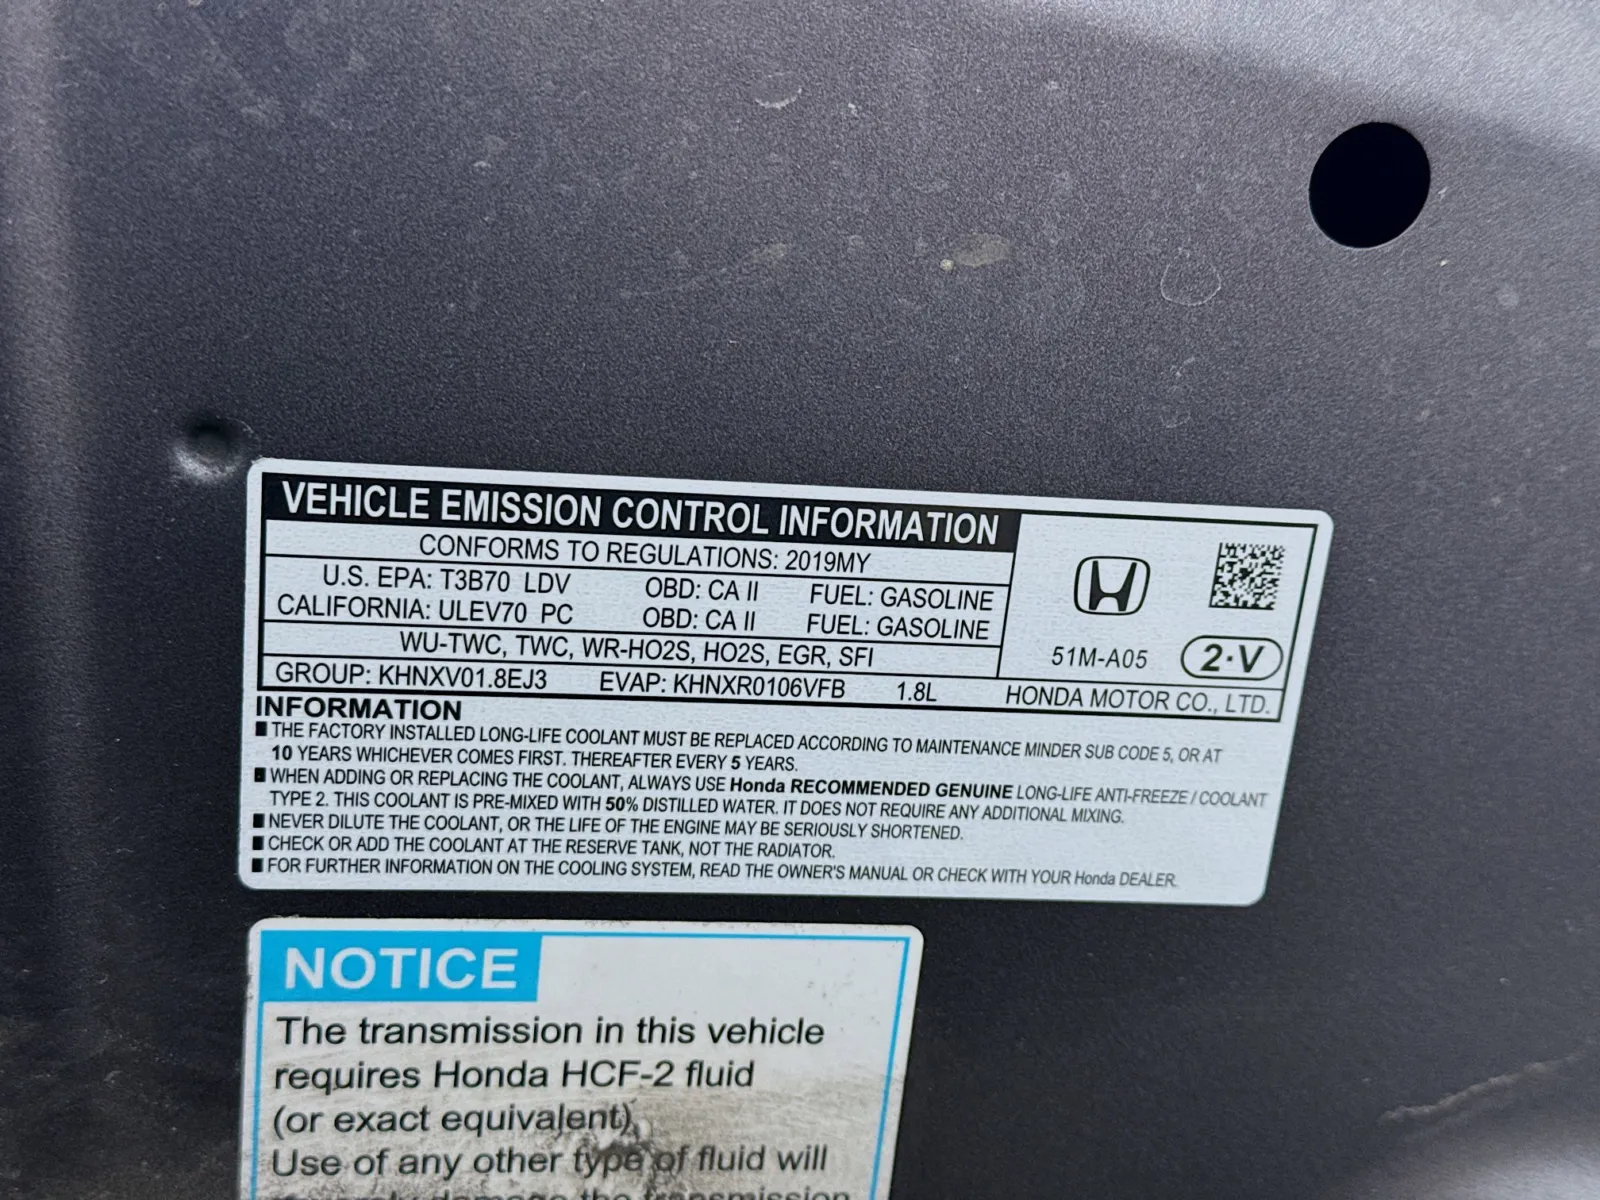 VEHICLE EMISSION CONTROL INFORMATION
CONFORMS TO REGULATIONS: 2019MY
U.S. EPA: T3B70 LDV OBD: CA II FUEL: GASOLINE
CALIFORNIA: ULEV70 PC OBD: CA II FUEL: GASOLINE
WU-TWC, TWC, WR-HO2S, HO2S, EGR, SFI
51M-A05 2·V
GROUP: KHNXV01.8EJ3 EVAP: KHNXR0106VFB 1.8L HONDA MOTOR CO., LTD.
INFORMATION
■ THE FACTORY INSTALLED LONG-LIFE COOLANT MUST BE REPLACED ACCORDING TO MAINTENANCE MINDER SUB CODE 5, OR AT
10 YEARS WHICHEVER COMES FIRST. THEREAFTER EVERY 5 YEARS.
■ WHEN ADDING OR REPLACING THE COOLANT, ALWAYS USE Honda RECOMMENDED GENUINE LONG-LIFE ANTI-FREEZE / COOLANT
TYPE 2. THIS COOLANT IS PRE-MIXED WITH 50% DISTILLED WATER. IT DOES NOT REQUIRE ANY ADDITIONAL MIXING.
■ NEVER DILUTE THE COOLANT, OR THE LIFE OF THE ENGINE MAY BE SERIOUSLY SHORTENED.
■ CHECK OR ADD THE COOLANT AT THE RESERVE TANK, NOT THE RADIATOR.
■ FOR FURTHER INFORMATION ON THE COOLING SYSTEM, READ THE OWNER'S MANUAL OR CHECK WITH YOUR Honda DEALER.
NOTICE
The transmission in this vehicle
requires Honda HCF-2 fluid
(or exact equivalent).
Use of any other type of fluid will
damage the transmission